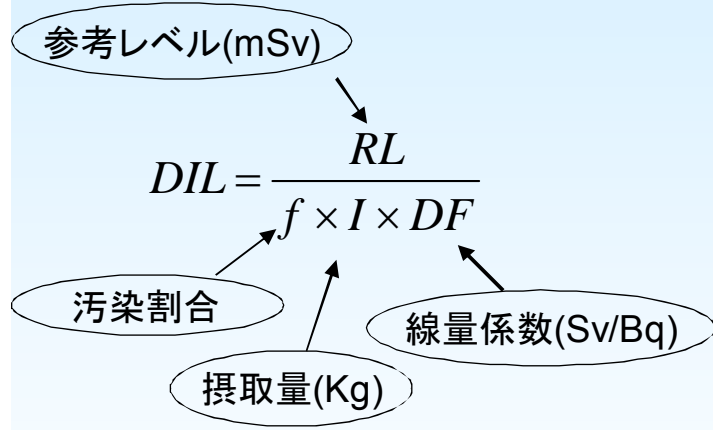 参考レベル(mSv)
DIL = RL / f × I × DF
汚染割合
線量係数(Sv/Bq)
摂取量(Kg)